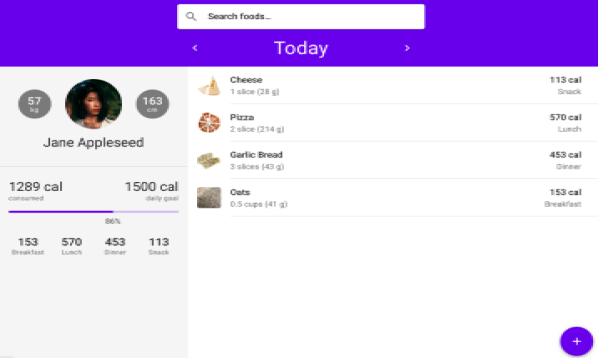 Search foods...
Today
57
kg
163
cm
Jane Appleseed
1289 cal
consumed
1500 cal
daily goal
86%
153
Breakfast
570
Lunch
453
Dinner
113
Snack
Cheese
1 slice (28 g)
113 cal
Snack
Pizza
2 slice (214 g)
570 cal
Lunch
Garlic Bread
3 slices (43 g)
453 cal
Dinner
Oats
0.5 cups (41 g)
153 cal
Breakfast
+